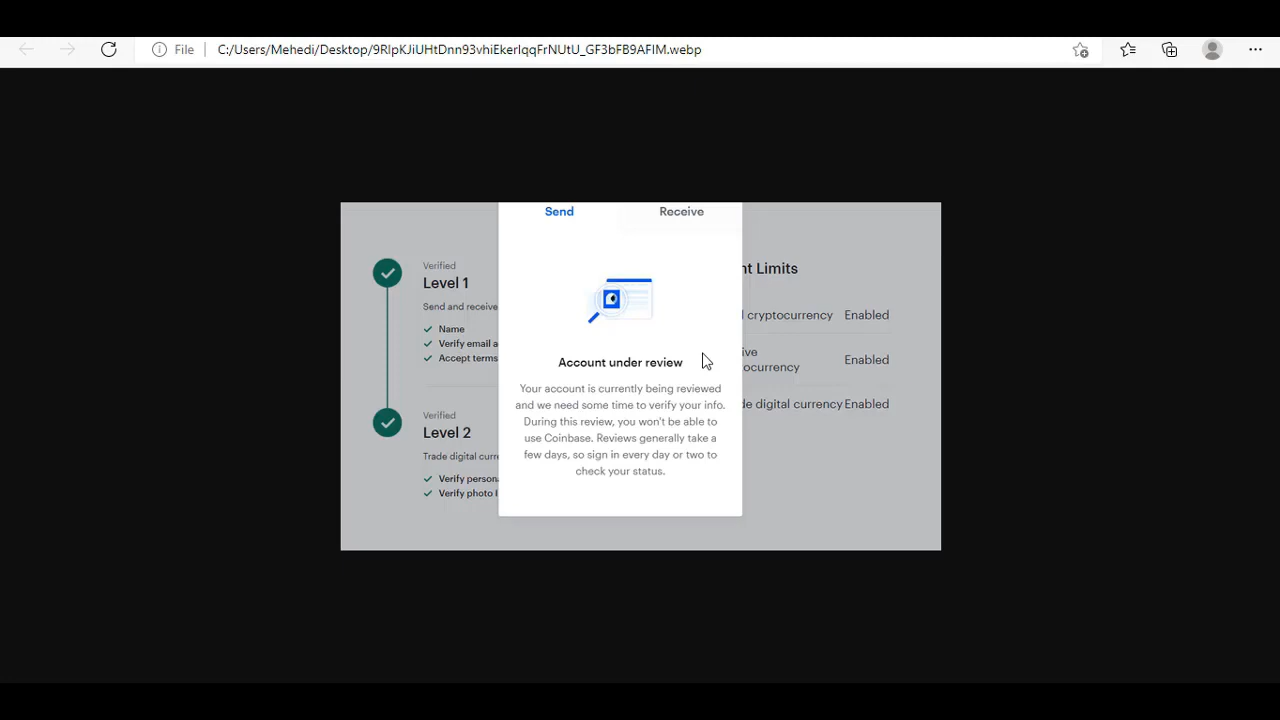 File
C:/Users/Mehedi/Desktop/9RlpKJiUHtDnn93vhiEkerlqqFrNUtU_GF3bFB9AFIM.webp
Send Receive
Verified
Level 1
Send and receive
Name
Verify email a
Accept terms
Verified
Level 2
Trade digital curre
Verify person
Verify photo I
Account under review
Your account is currently being reviewed
and we need some time to verify your info.
During this review, you won't be able to
use Coinbase. Reviews generally take a
few days, so sign in every day or two to
check your status.
nt Limits
d cryptocurrency Enabled
ive
ocurrency Enabled
de digital currency Enabled